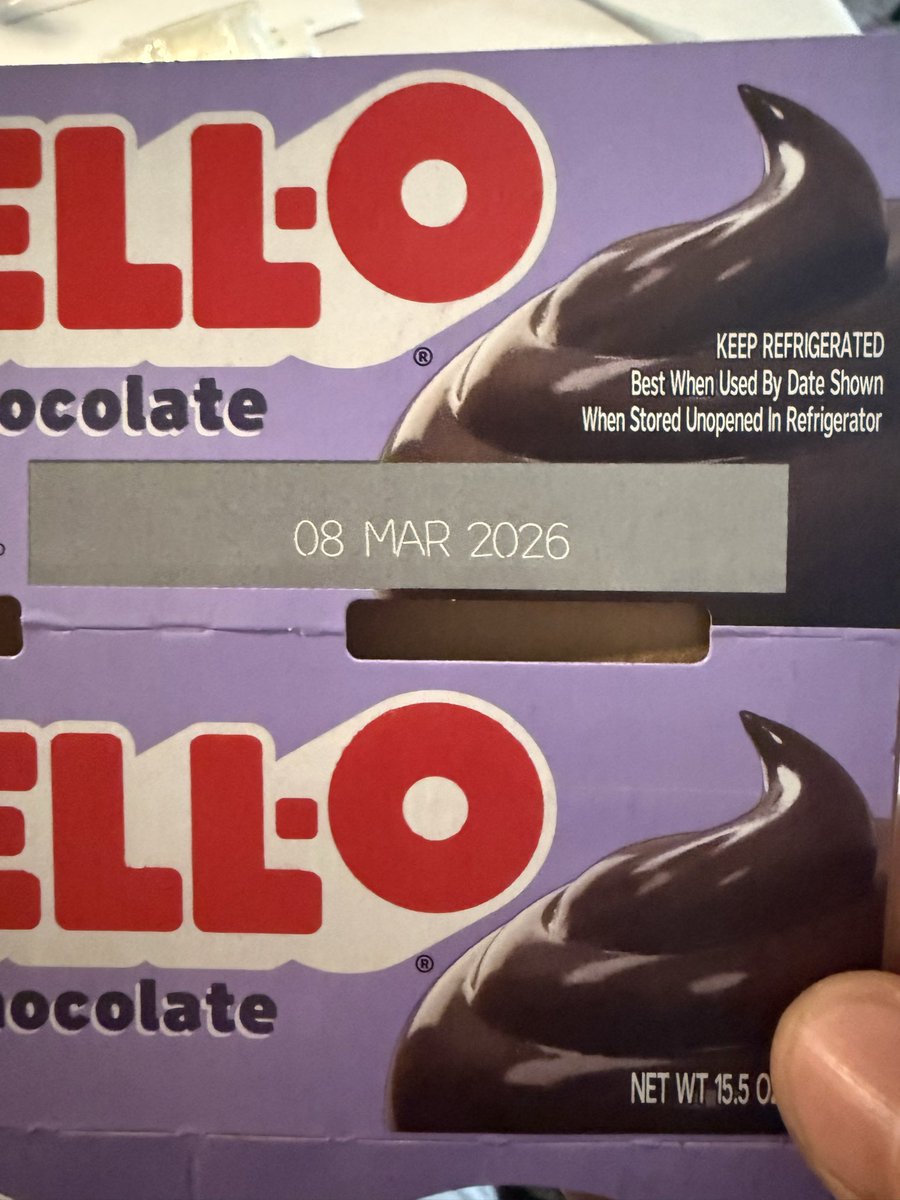 ELL-O
®
ocolate
KEEP REFRIGERATED
Best When Used By Date Shown
When Stored Unopened In Refrigerator
08 MAR 2026
ELL-O
®
hocolate
NET WT 15.5